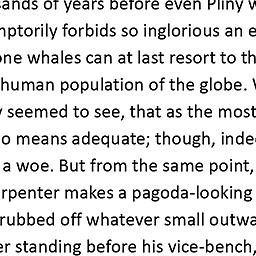 sands of years before even Pliny w
mptorily forbids so inglorious an e
one whales can at last resort to th
human population of the globe. 
y seemed to see, that as the most
o means adequate; though, inde
a woe. But from the same point,
arpenter makes a pagoda-looking
rubbed off whatever small outwa
er standing before his vice-bench,